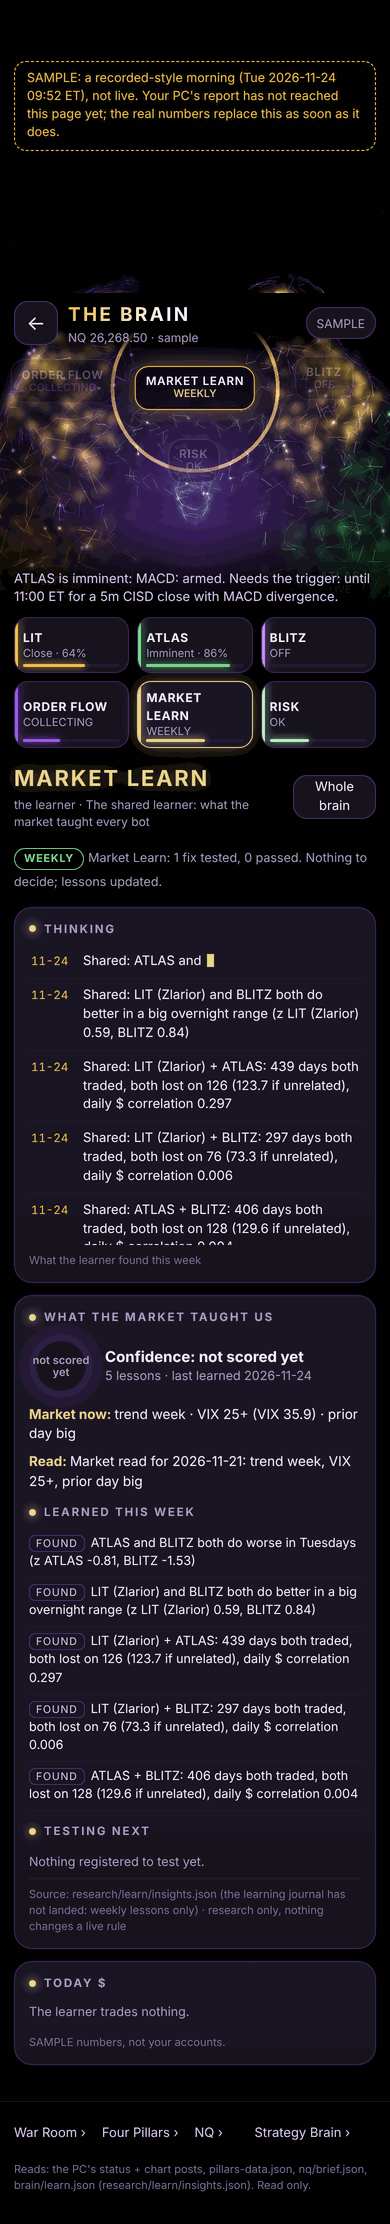 SAMPLE: a recorded-style morning (Tue 2026-11-24
09:52 ET), not live. Your PC's report has not reached
this page yet; the real numbers replace this as soon as it
does.
←
THE BRAIN
NQ 26,268.50 · sample
SAMPLE
ORDER FLOW
COLLECTING
MARKET LEARN
WEEKLY
BLITZ
OFF
RISK
OK
ATLAS is imminent: MACD: armed. Needs the trigger: until
11:00 ET for a 5m CISD close with MACD divergence.
LIT
Close · 64%
ATLAS
Imminent · 86%
BLITZ
OFF
ORDER FLOW
COLLECTING
MARKET
LEARN
WEEKLY
RISK
OK
MARKET LEARN
the learner · The shared learner: what the
market taught every bot
Whole
brain
WEEKLY Market Learn: 1 fix tested, 0 passed. Nothing to
decide; lessons updated.
THINKING
11-24 Shared: ATLAS and
11-24 Shared: LIT (Zlarior) and BLITZ both do
better in a big overnight range (z LIT (Zlarior)
0.59, BLITZ 0.84)
11-24 Shared: LIT (Zlarior) + ATLAS: 439 days both
traded, both lost on 126 (123.7 if unrelated),
daily $ correlation 0.297
11-24 Shared: LIT (Zlarior) + BLITZ: 297 days both
traded, both lost on 76 (73.3 if unrelated),
daily $ correlation 0.006
11-24 Shared: ATLAS + BLITZ: 406 days both
traded, both lost on 128 (129.6 if unrelated),
daily $ correlation 0.004
What the learner found this week
WHAT THE MARKET TAUGHT US
not scored
yet
Confidence: not scored yet
5 lessons · last learned 2026-11-24
Market now: trend week · VIX 25+ (VIX 35.9) · prior
day big
Read: Market read for 2026-11-21: trend week, VIX
25+, prior day big
LEARNED THIS WEEK
FOUND ATLAS and BLITZ both do worse in Tuesdays
(z ATLAS -0.81, BLITZ -1.53)
FOUND LIT (Zlarior) and BLITZ both do better in a big
overnight range (z LIT (Zlarior) 0.59, BLITZ 0.84)
FOUND LIT (Zlarior) + ATLAS: 439 days both traded,
both lost on 126 (123.7 if unrelated), daily $ correlation
0.297
FOUND LIT (Zlarior) + BLITZ: 297 days both traded,
both lost on 76 (73.3 if unrelated), daily $ correlation
0.006
FOUND ATLAS + BLITZ: 406 days both traded, both
lost on 128 (129.6 if unrelated), daily $ correlation 0.004
TESTING NEXT
Nothing registered to test yet.
Source: research/learn/insights.json (the learning journal has
not landed: weekly lessons only) · research only, nothing
changes a live rule
TODAY $
The learner trades nothing.
SAMPLE numbers, not your accounts.
War Room › Four Pillars › NQ › Strategy Brain ›
Reads: the PC's status + chart posts, pillars-data.json, nq/brief.json,
brain/learn.json (research/learn/insights.json). Read only.